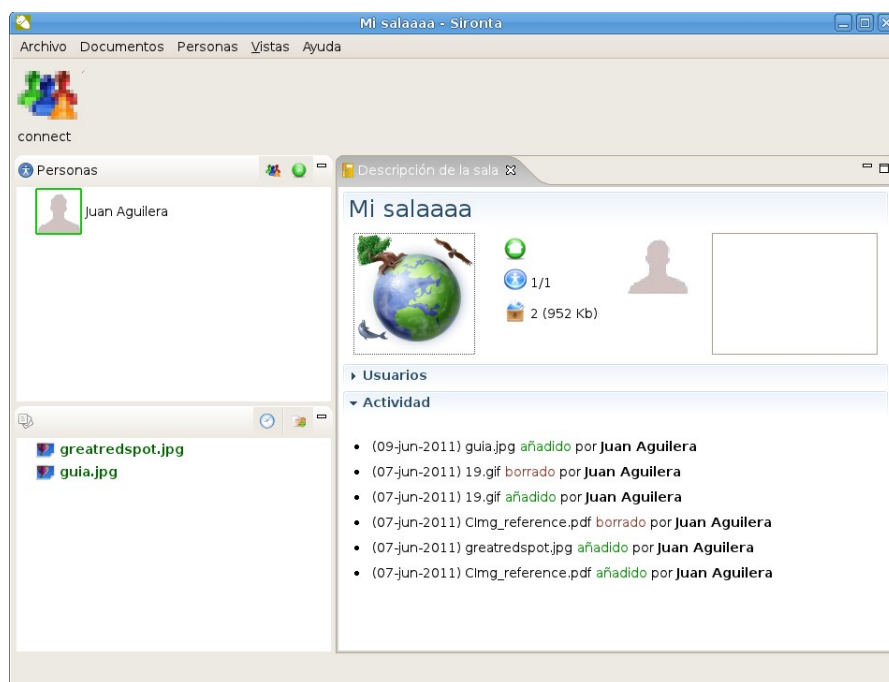 Mi salaaaa - Sironta
Archivo Documentos Personas Vistas Ayuda
connect
Personas
Juan Aguilera
greatredspot.jpg
guia.jpg
Descripción de la sala
Mi salaaaa
1/1
2 (952 Kb)
Usuarios
Actividad
• (09-jun-2011) guia.jpg añadido por Juan Aguilera
• (07-jun-2011) 19.gif borrado por Juan Aguilera
• (07-jun-2011) 19.gif añadido por Juan Aguilera
• (07-jun-2011) CImg_reference.pdf borrado por Juan Aguilera
• (07-jun-2011) greatredspot.jpg añadido por Juan Aguilera
• (07-jun-2011) CImg_reference.pdf añadido por Juan Aguilera